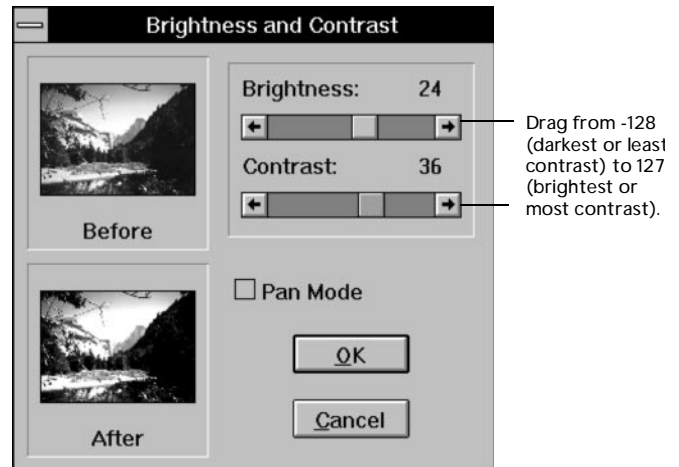 Brightness and Contrast
Brightness: 24
Contrast: 36
Before
After
Pan Mode
OK
Cancel
Drag from -128
(darkest or least
contrast) to 127
(brightest or
most contrast).